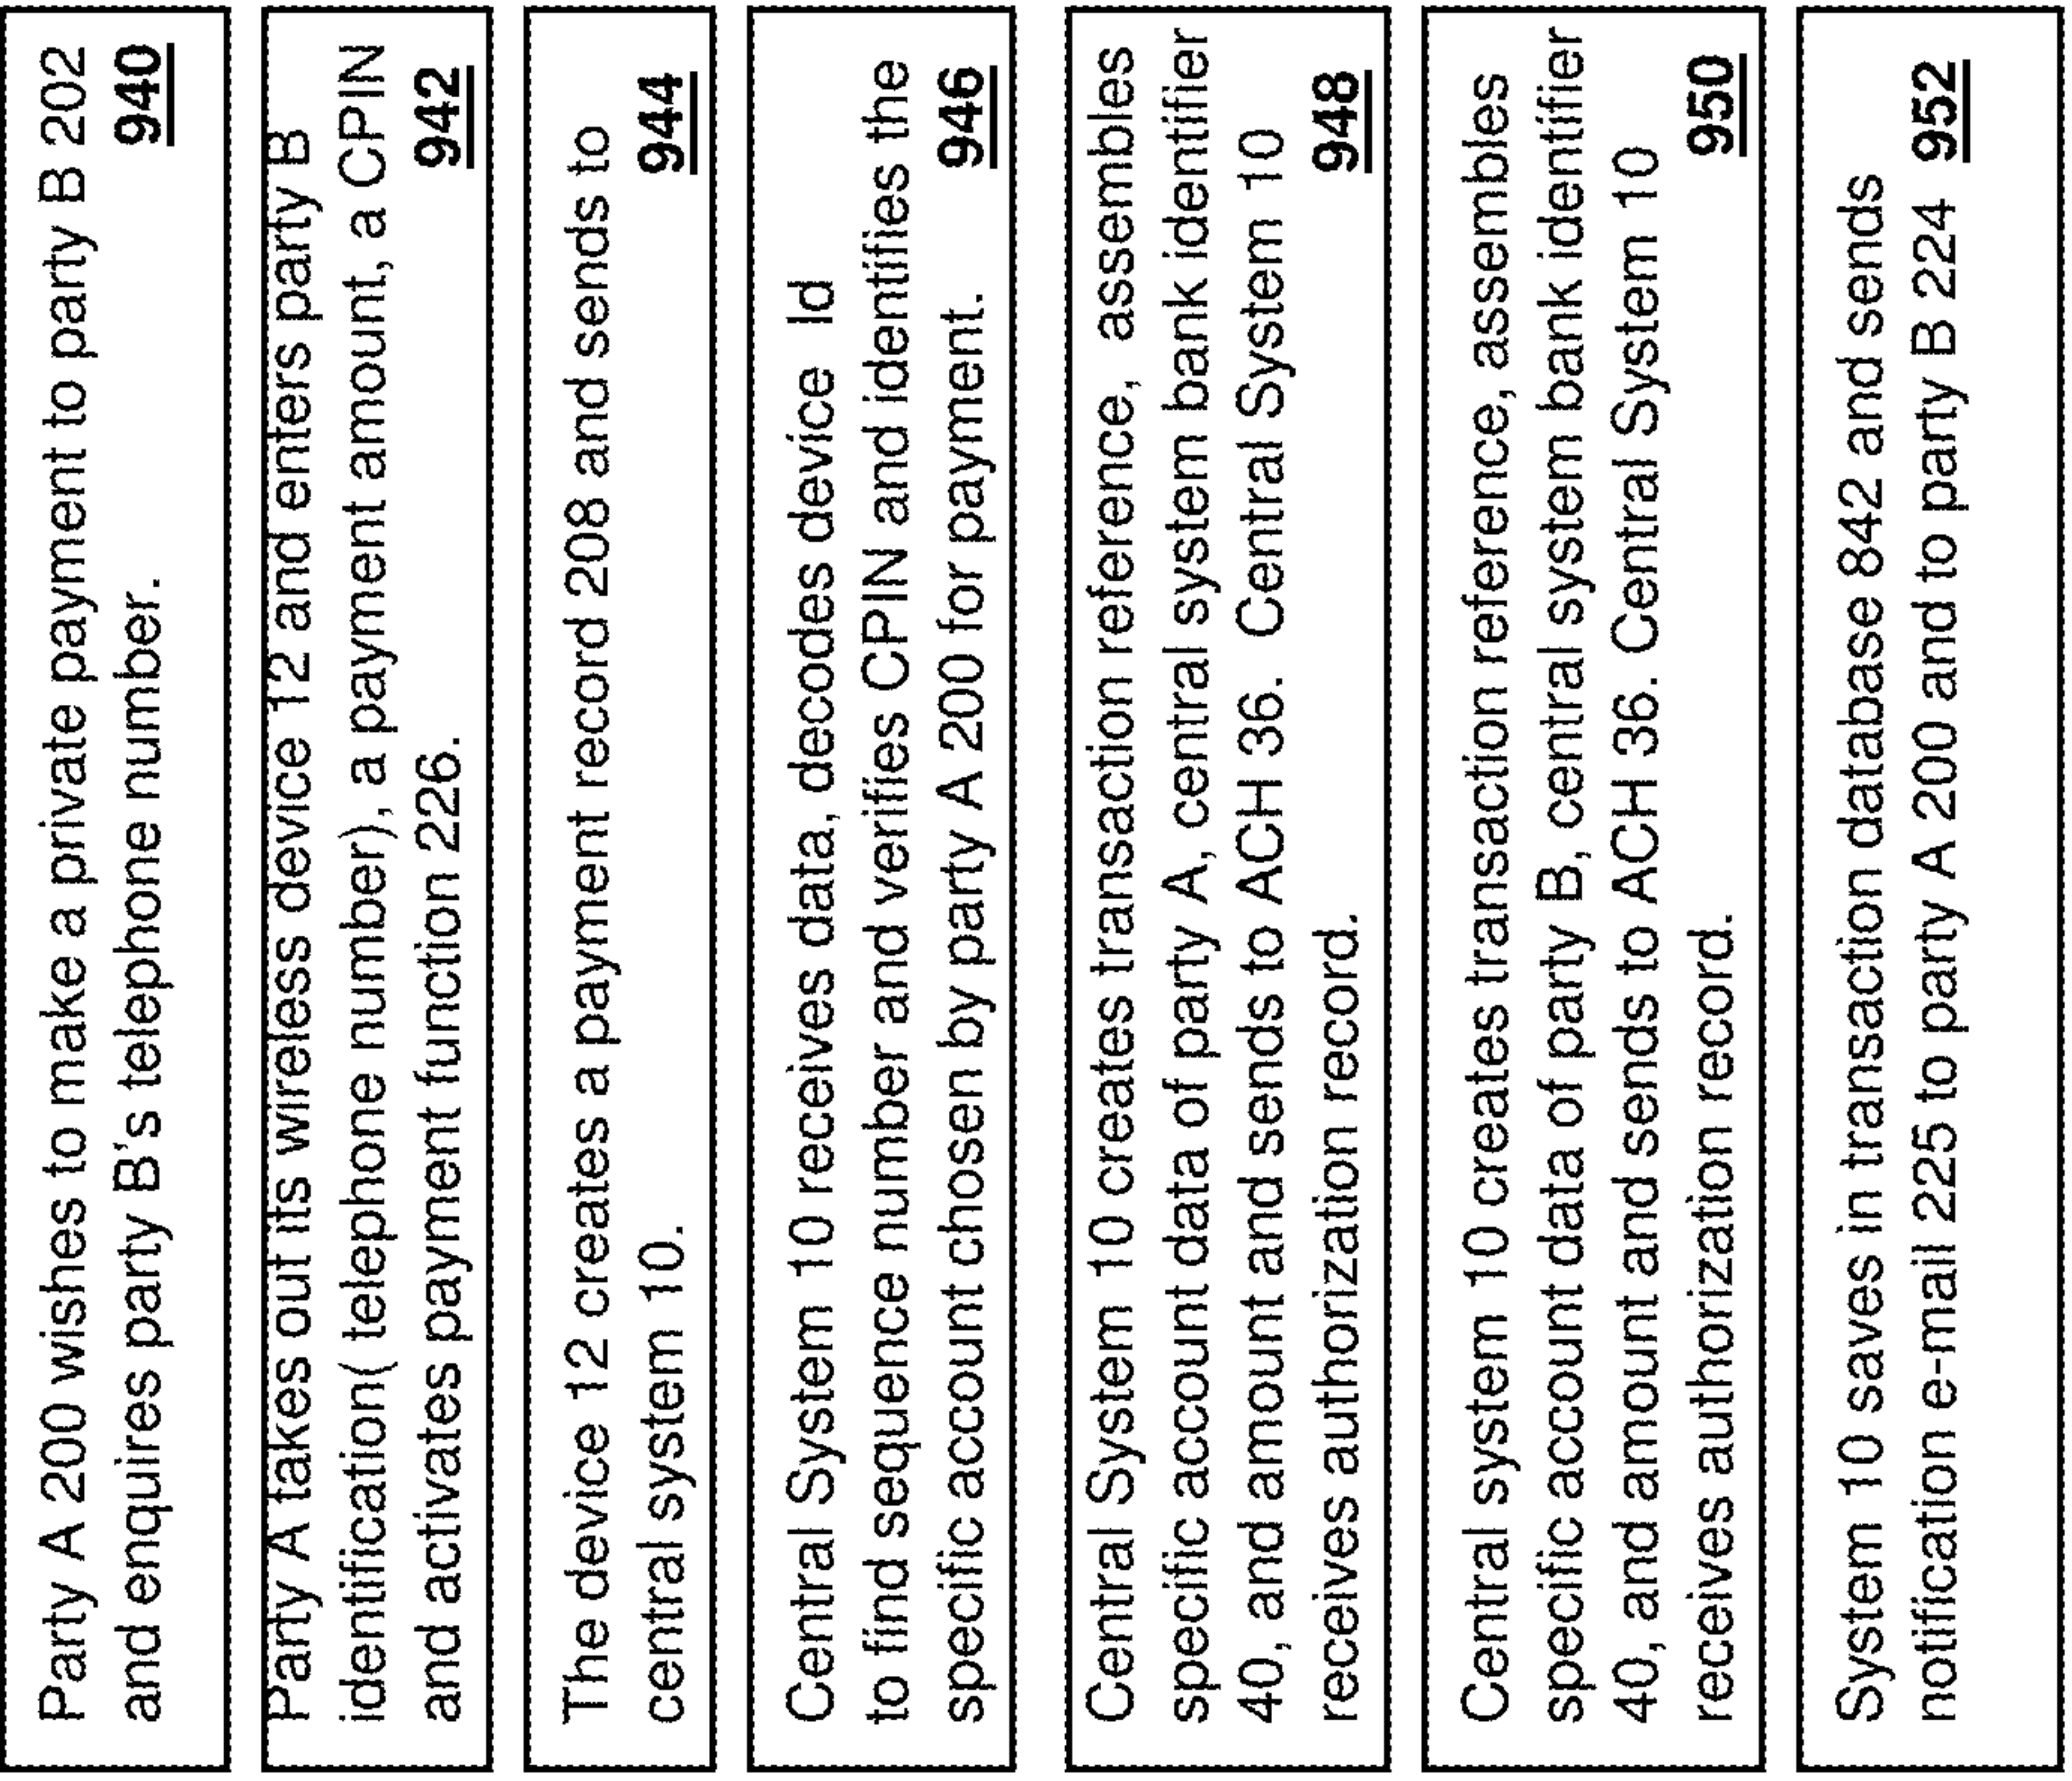 Party A 200 wishes to make a private payment to party B 202
and enquires party B's telephone number. 940
Party A takes out its wireless device 12 and enters party B
identification( telephone number), a payment amount, a CPIN
and activates payment function 226. 942
The device 12 creates a payment record 208 and sends to
central system 10. 944
Central System 10 receives data, decodes device Id
to find sequence number and verifies CPIN and identifies the
specific account chosen by party A 200 for payment. 946
Central System 10 creates transaction reference, assembles
specific account data of party A, central system bank identifier
40, and amount and sends to ACH 36. Central System 10
receives authorization record. 948
Central system 10 creates transaction reference, assembles
specific account data of party B, central system bank identifier
40, and amount and sends to ACH 36. Central System 10
receives authorization record. 950
System 10 saves in transaction database 842 and sends
notification e-mail 225 to party A 200 and to party B 224 952